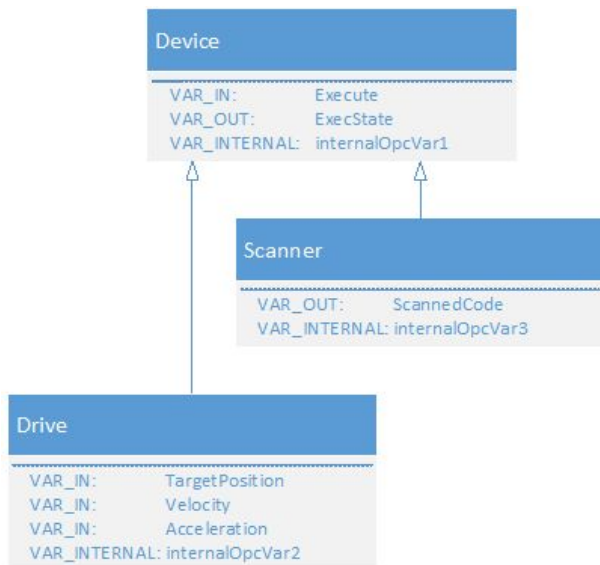 Device
VAR_IN: Execute
VAR_OUT: ExecState
VAR_INTERNAL: internalOpcVar1
Scanner
VAR_OUT: ScannedCode
VAR_INTERNAL: internalOpcVar3
Drive
VAR_IN: TargetPosition
VAR_IN: Velocity
VAR_IN: Acceleration
VAR_INTERNAL: internalOpcVar2